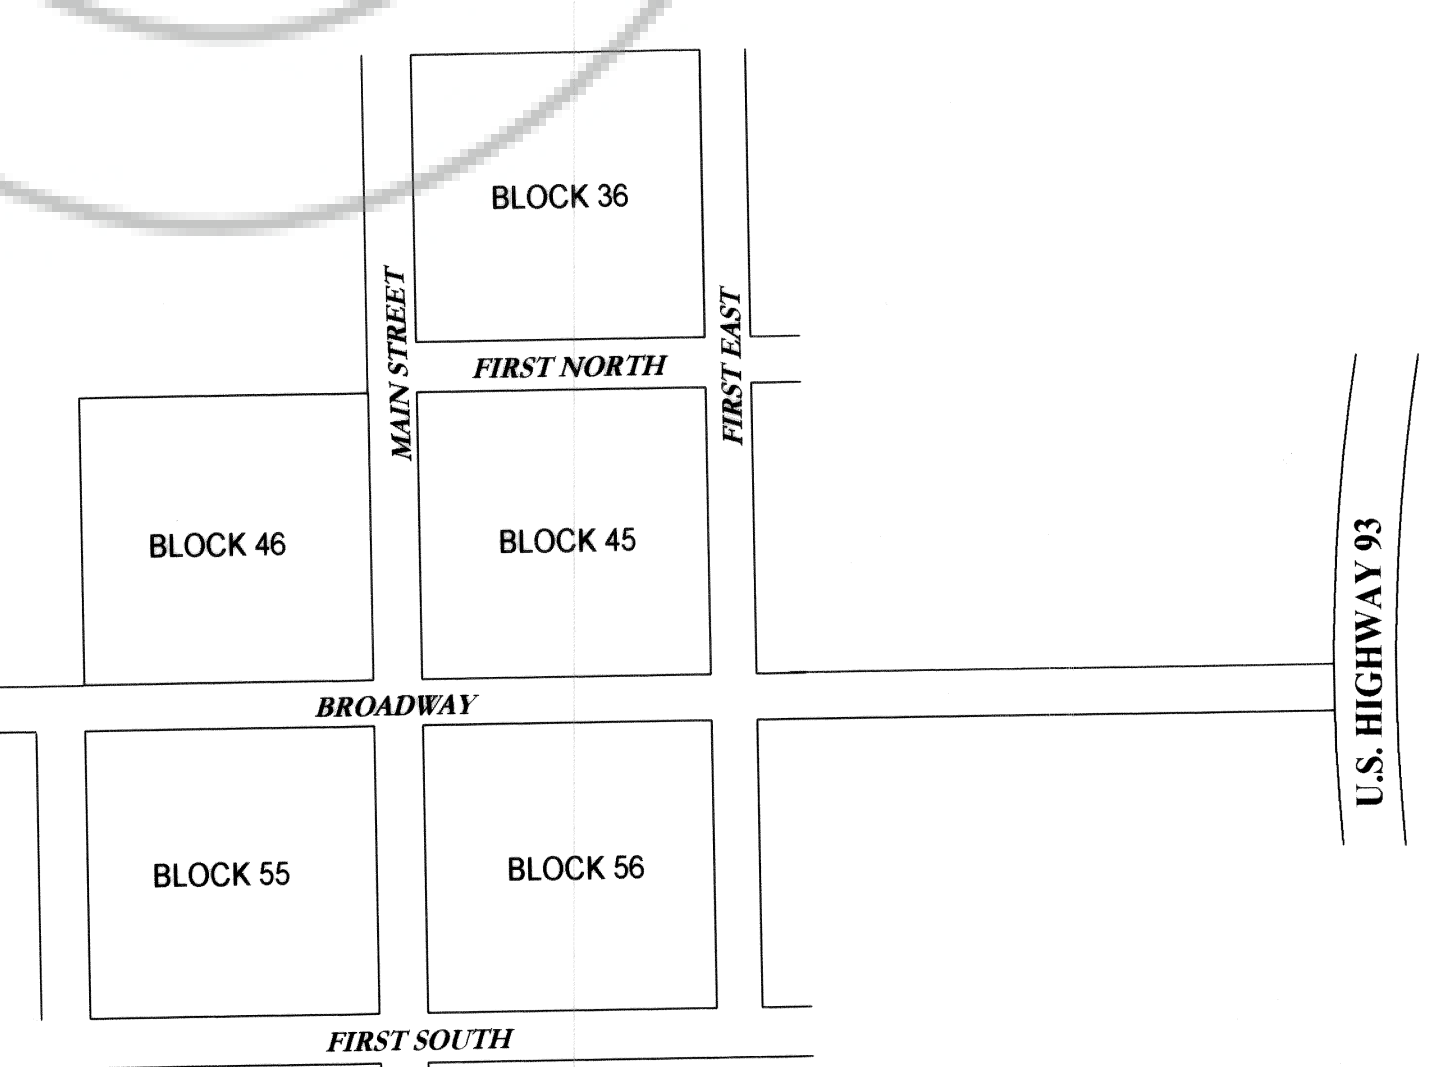 BLOCK 36
MAIN STREET
FIRST EAST
FIRST NORTH
BLOCK 46
BLOCK 45
U.S. HIGHWAY 93
BROADWAY
BLOCK 55
BLOCK 56
FIRST SOUTH